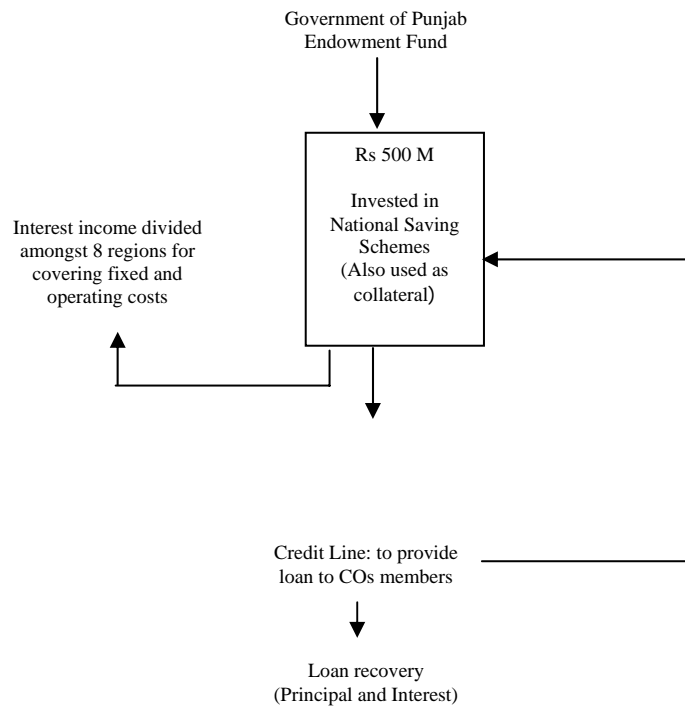 Government of Punjab
Endowment Fund
Rs 500 M
Invested in
National Saving
Schemes
(Also used as
collateral)
Interest income divided
amongst 8 regions for
covering fixed and
operating costs
Credit Line: to provide
loan to COs members
Loan recovery
(Principal and Interest)